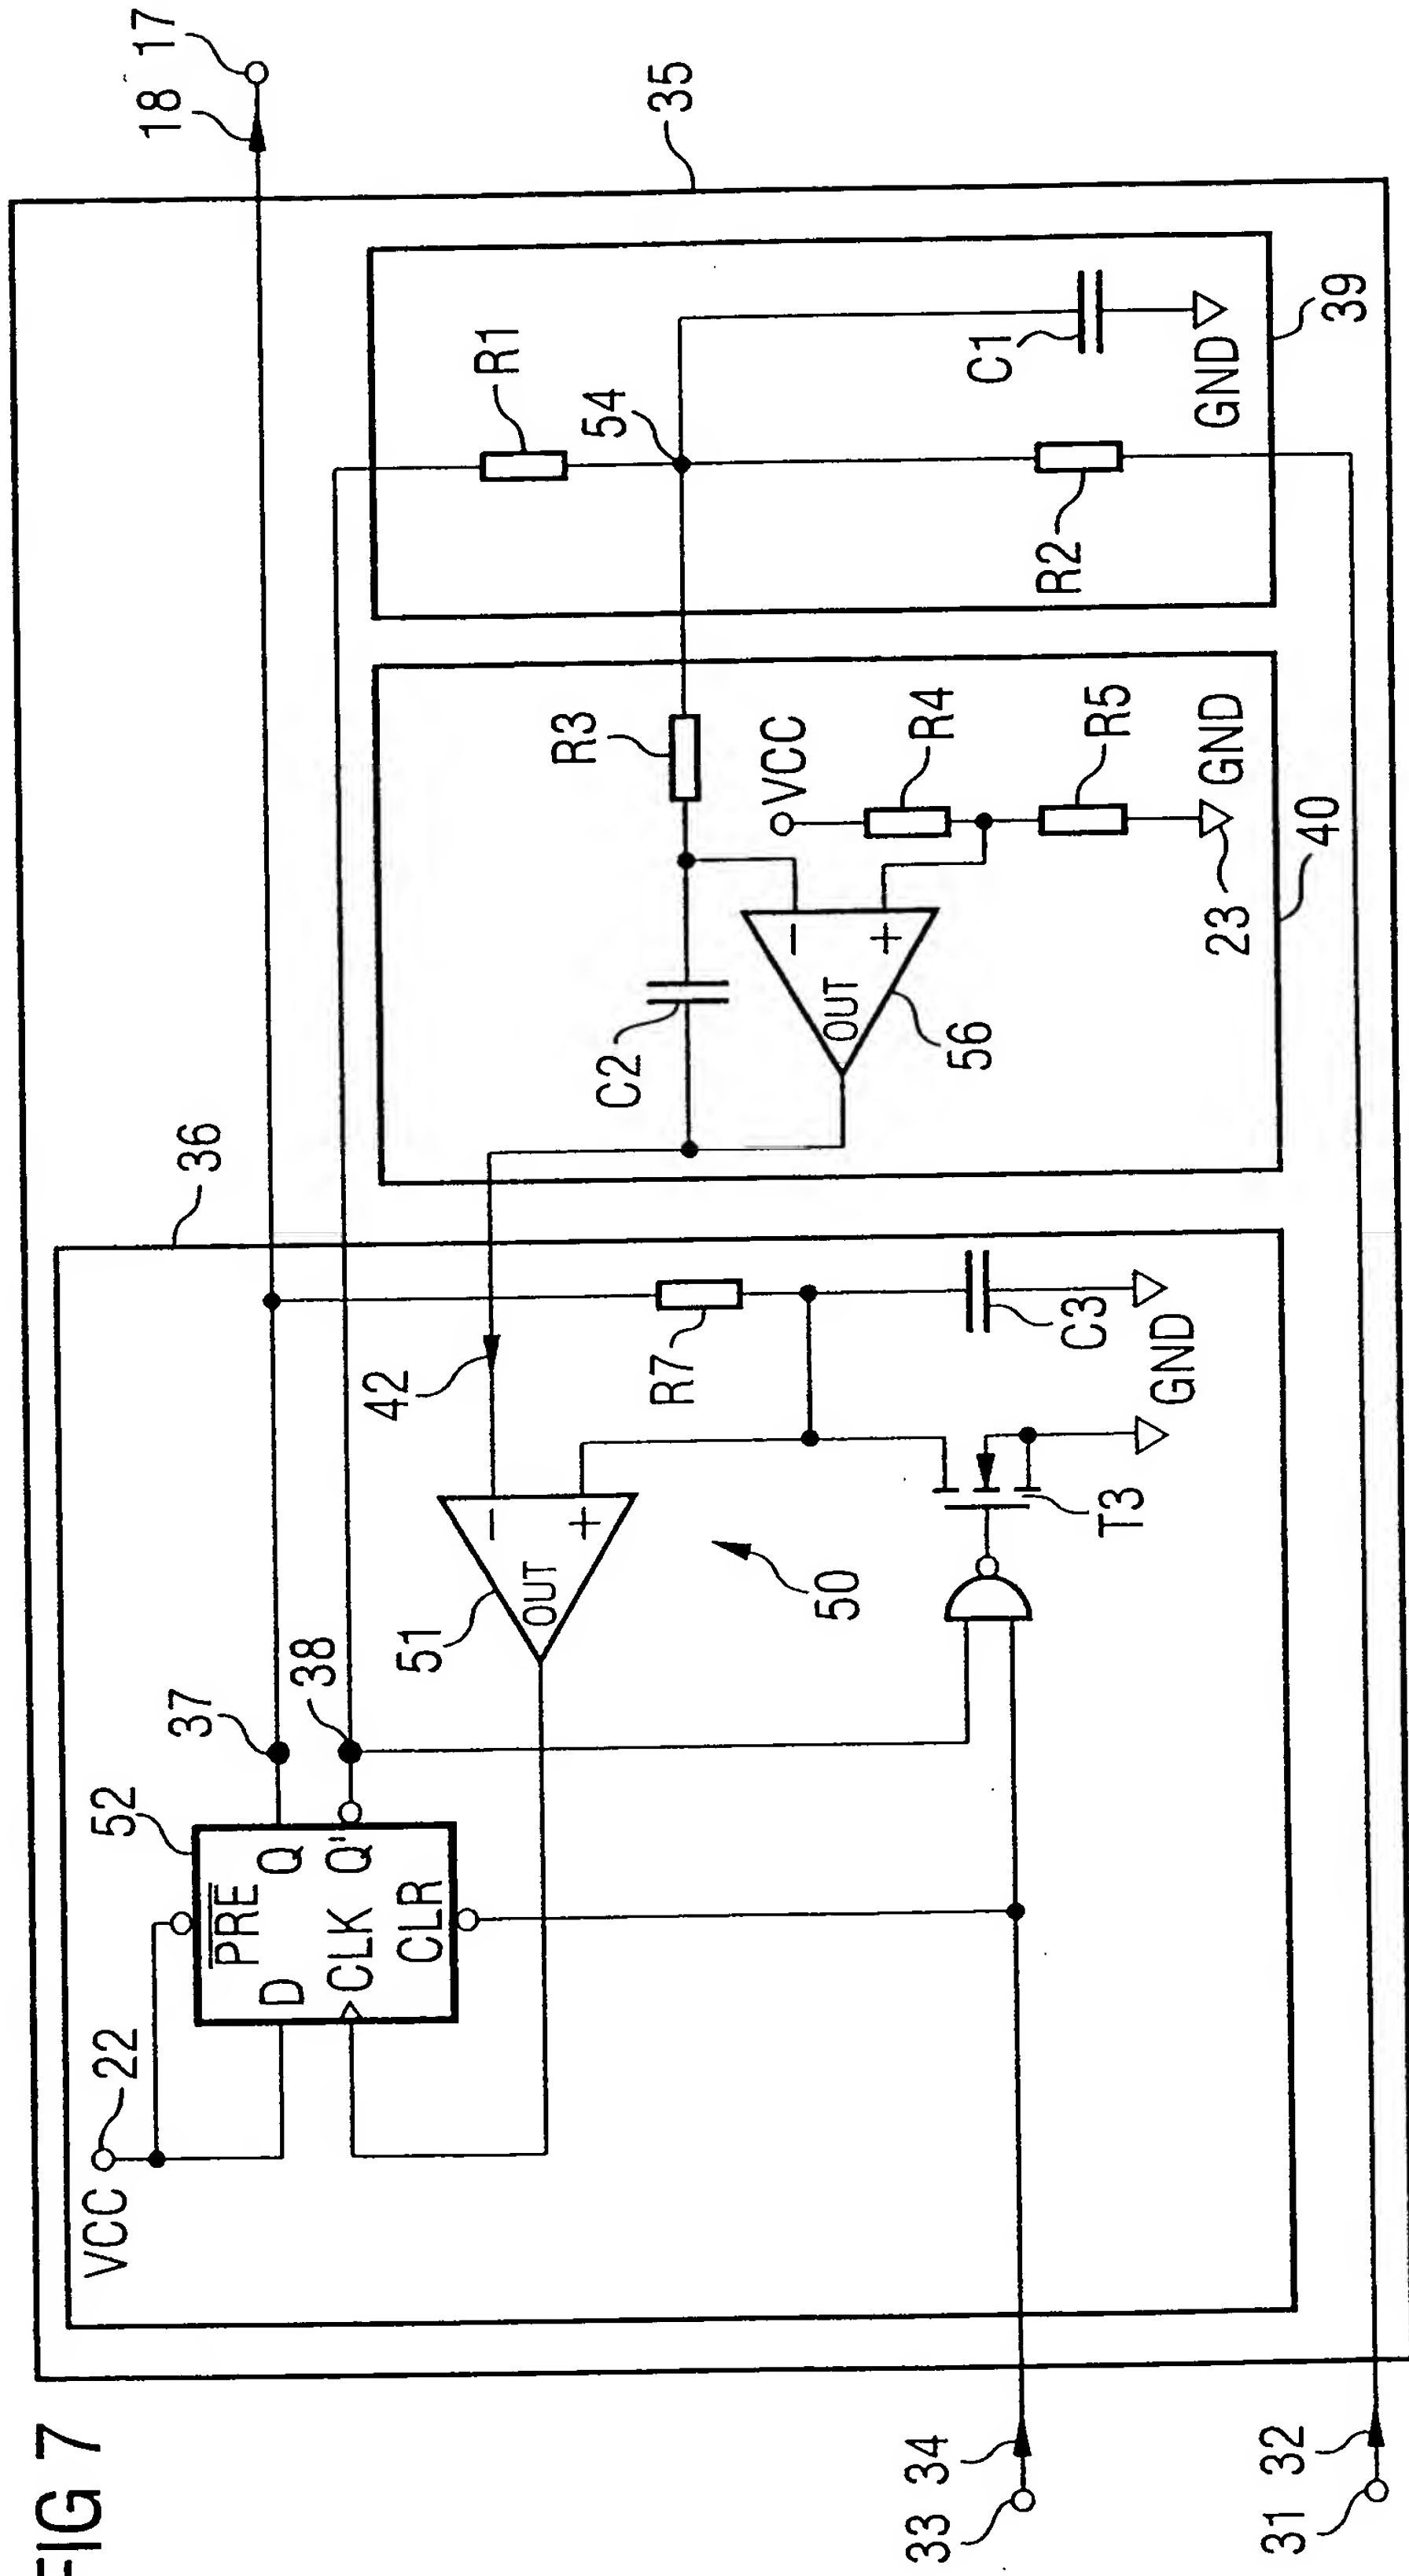 FIG 7
36
35
18
17
VCC
22
52
37
38
PRE
D
Q
CLK
Q'
CLR
51
OUT
−
+
42
50
R7
C3
GND
T3
C2
R3
OUT
−
+
56
VCC
R4
R5
GND
23
40
R1
54
R2
C1
GND
39
33
34
31
32